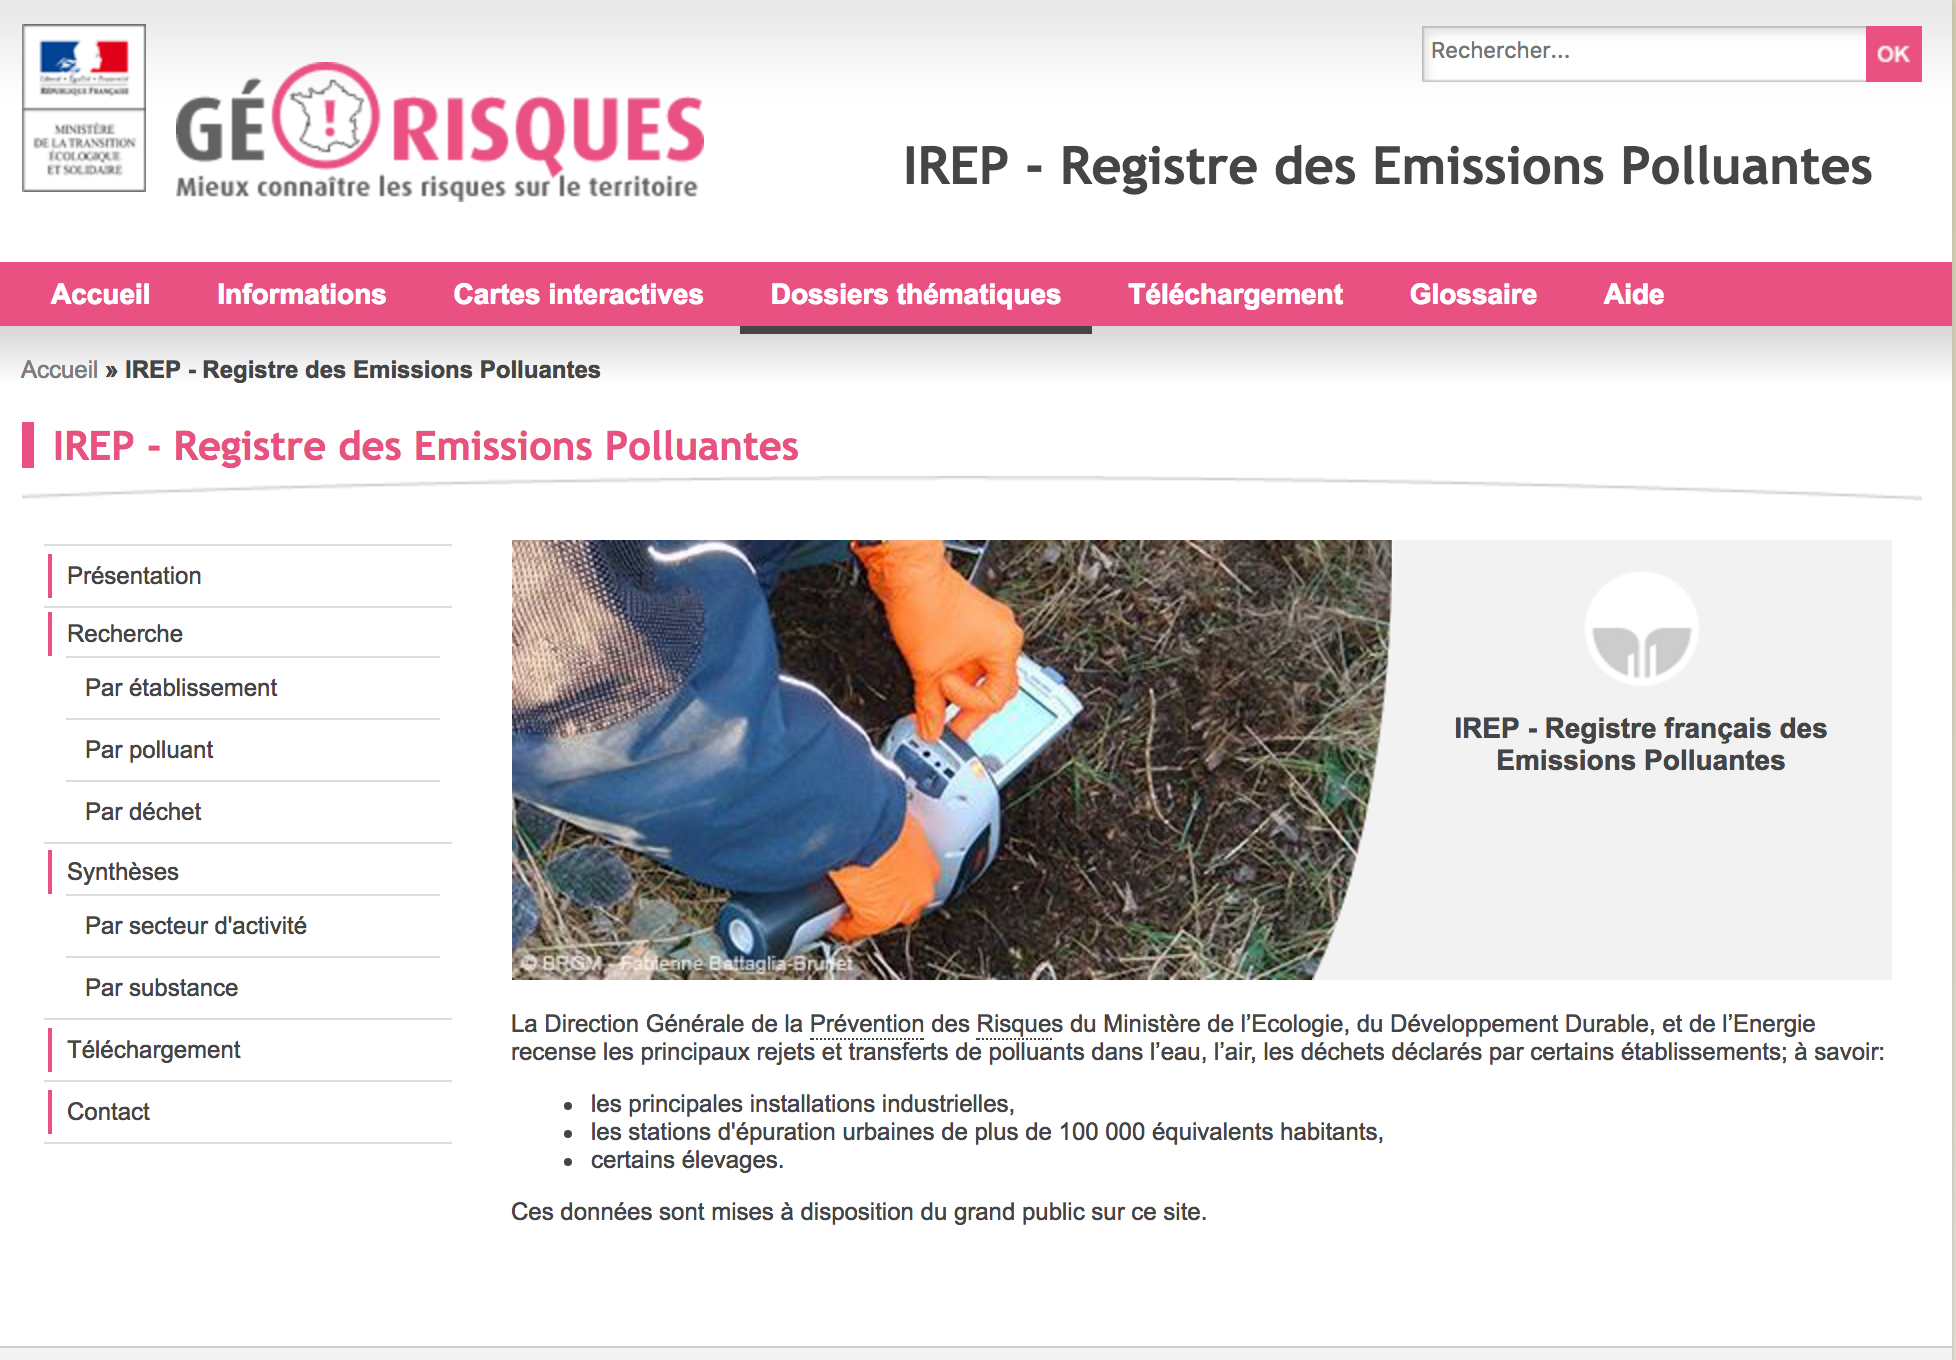 Liberté • Égalité • Fraternité
RÉPUBLIQUE FRANÇAISE
MINISTÈRE
DE LA TRANSITION
ÉCOLOGIQUE
ET SOLIDAIRE
GÉORISQUES
Mieux connaître les risques sur le territoire
Rechercher...
OK
IREP - Registre des Emissions Polluantes
Accueil Informations Cartes interactives Dossiers thématiques Téléchargement Glossaire Aide
Accueil » IREP - Registre des Emissions Polluantes
IREP - Registre des Emissions Polluantes
Présentation
Recherche
Par établissement
Par polluant
Par déchet
Synthèses
Par secteur d'activité
Par substance
Téléchargement
Contact
© BRGM - Fabienne Battaglia-Brunet
IREP - Registre français des
Emissions Polluantes
La Direction Générale de la Prévention des Risques du Ministère de l’Ecologie, du Développement Durable, et de l’Energie
recense les principaux rejets et transferts de polluants dans l’eau, l’air, les déchets déclarés par certains établissements; à savoir:
• les principales installations industrielles,
• les stations d'épuration urbaines de plus de 100 000 équivalents habitants,
• certains élevages.
Ces données sont mises à disposition du grand public sur ce site.